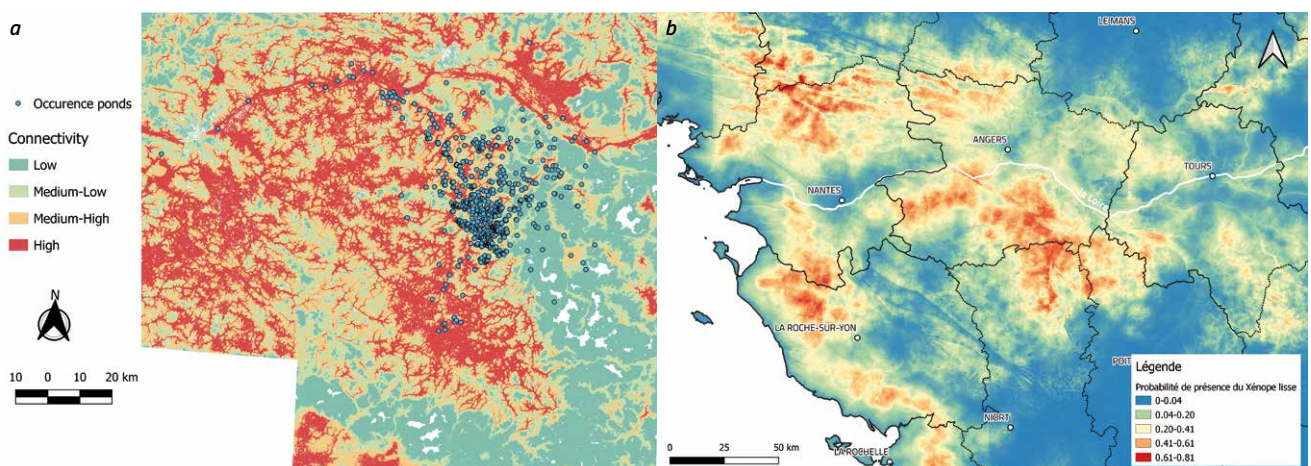 a
Occurence ponds
Connectivity
Low
Medium-Low
Medium-High
High
N
10 0 10 20 km
b
LE MANS
ANGERS
TOURS
NANTES
la Loire
LA ROCHE-SUR-YON
POIT
NIORT
LA ROCHELLE
0 25 50 km
Légende
Probabilité de présence du Xénope lisse
0-0.04
0.04-0.20
0.20-0.41
0.41-0.61
0.61-0.81